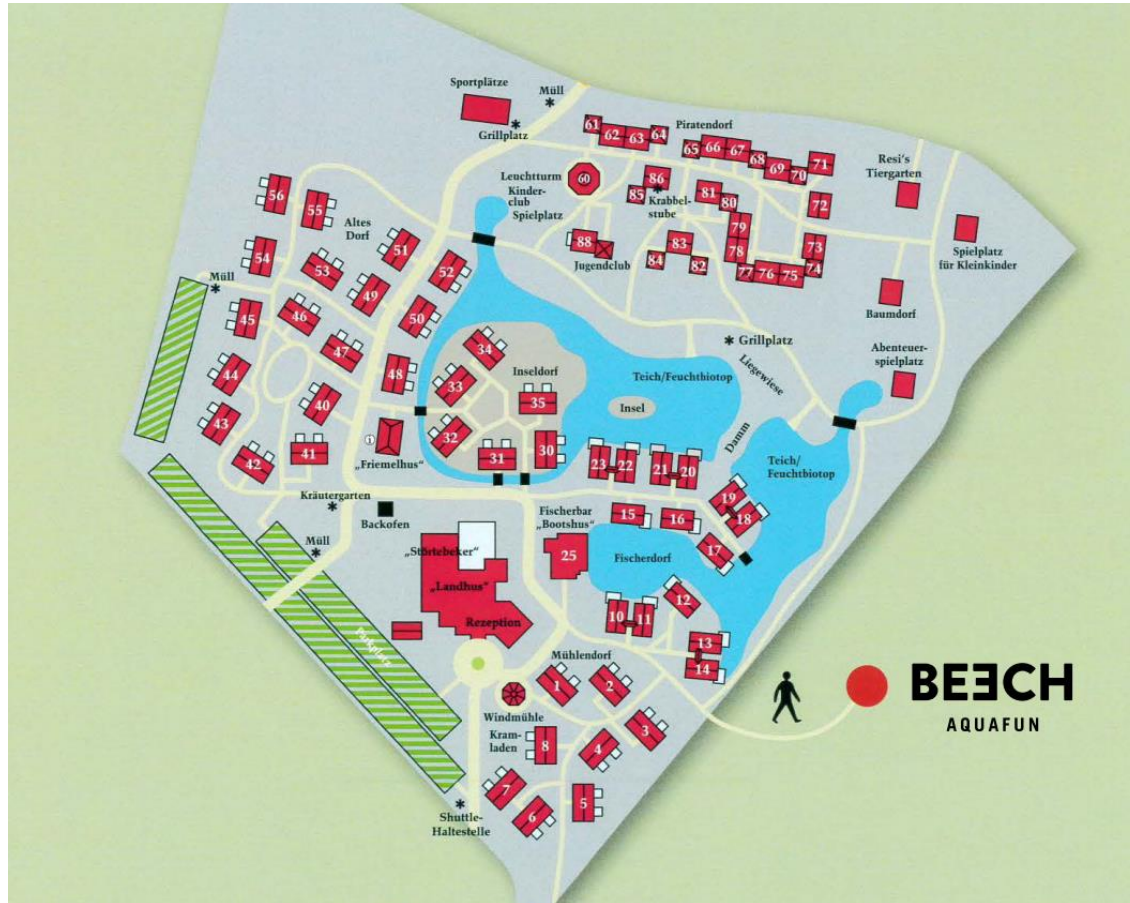 Sportplätze
Müll
Grillplatz
61
62
63
64
Piratendorf
65
66
67
68
69
70
71
72
73
74
75
76
77
78
79
80
81
82
83
84
85
86
88
60
Leuchtturm
Kinder-
club
Spielplatz
Krabbel-
stube
Jugendclub
Resi's
Tiergarten
Spielplatz
für Kleinkinder
Baumdorf
Abenteuer-
spielplatz
Grillplatz
Liegewiese
Damm
Teich/Feuchtbiotop
Insel
Teich/
Feuchtbiotop
56
55
Altes
Dorf
54
53
51
52
49
50
Müll
45
46
47
48
44
43
42
41
40
34
33
Inseldorf
35
32
31
30
i
„Friemelhus"
Kräutergarten
Backofen
Müll
23
22
21
20
19
18
17
15
16
Fischerbar
„Bootshus"
25
Fischerdorf
10
11
12
13
14
„Störtebeker"
„Landhus"
Rezeption
Parkplatz
Mühlendorf
1
2
3
4
5
6
7
8
Windmühle
Kram-
laden
Shuttle-
Haltestelle
BEƎCH
AQUAFUN